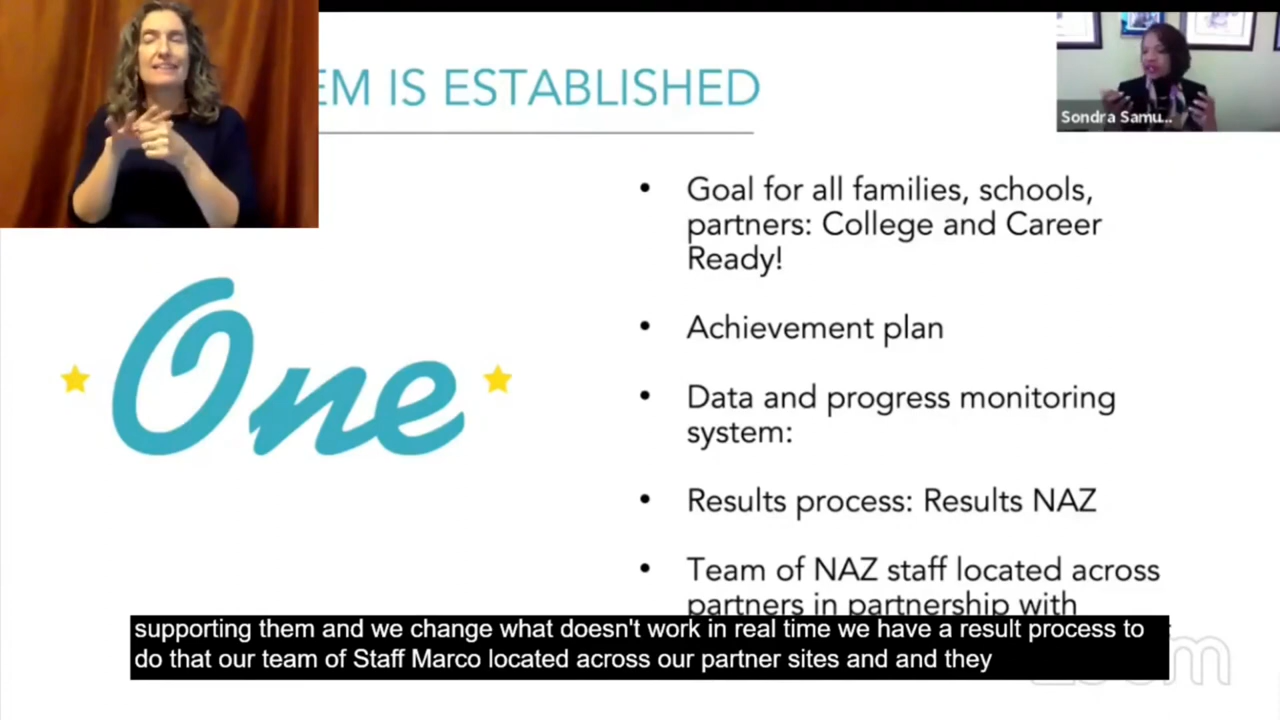 EM IS ESTABLISHED
Sondra Samu...
One
• Goal for all families, schools,
partners: College and Career
Ready!
• Achievement plan
• Data and progress monitoring
system:
• Results process: Results NAZ
• Team of NAZ staff located across
partners in partnership with
supporting them and we change what doesn't work in real time we have a result process to
do that our team of Staff Marco located across our partner sites and and they
zoom